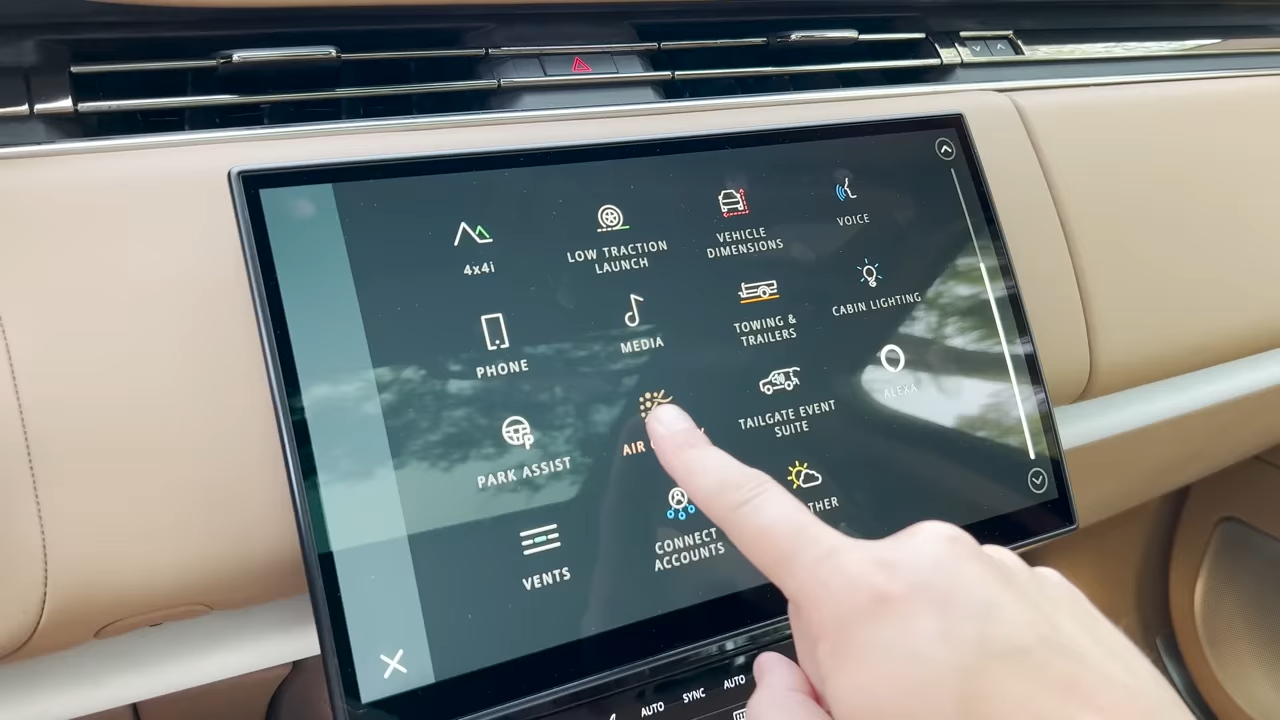 4x4i
LOW TRACTION
LAUNCH
VEHICLE
DIMENSIONS
VOICE
PHONE
MEDIA
TOWING &
TRAILERS
CABIN LIGHTING
PARK ASSIST
AIR
TAILGATE EVENT
SUITE
ALEXA
VENTS
CONNECT
ACCOUNTS
THER
AUTO
SYNC
AUTO